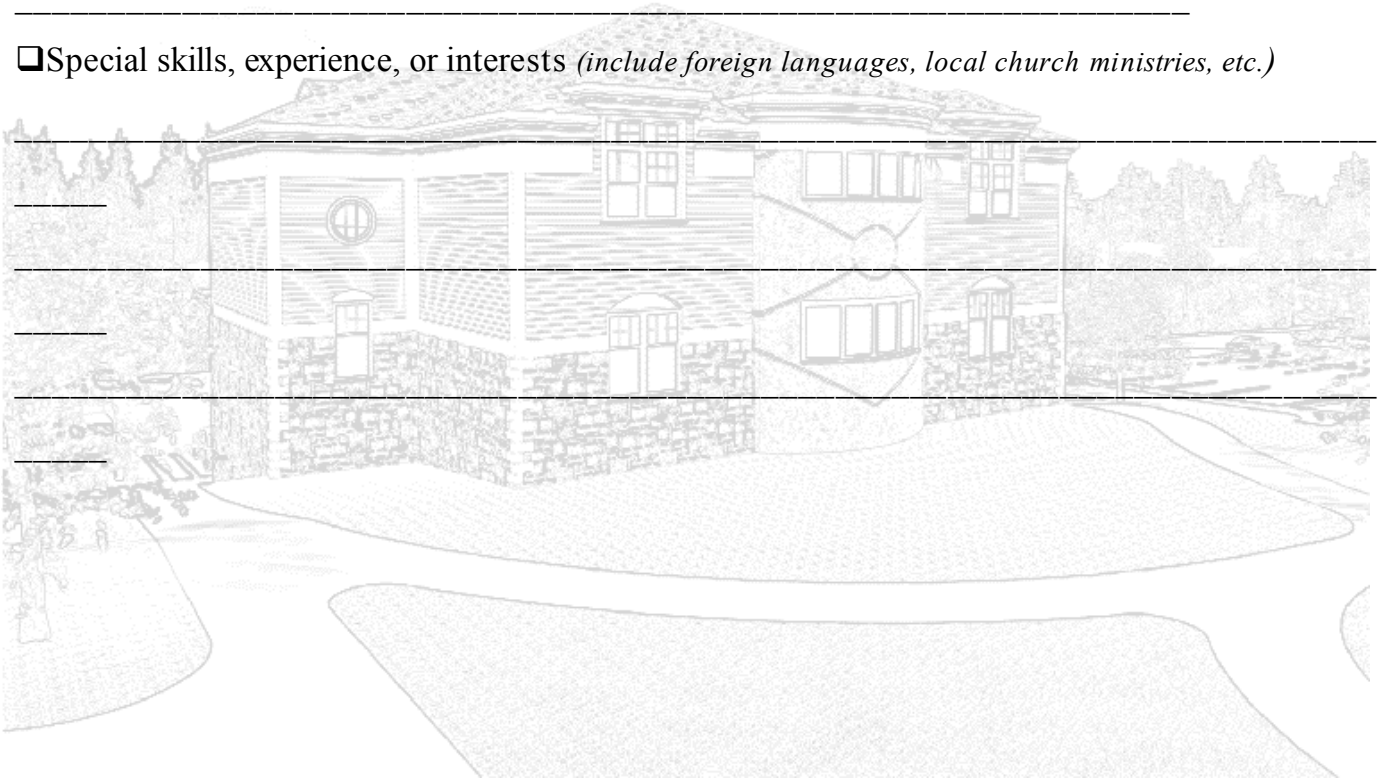 ❑Special skills, experience, or interests (include foreign languages, local church ministries, etc.)